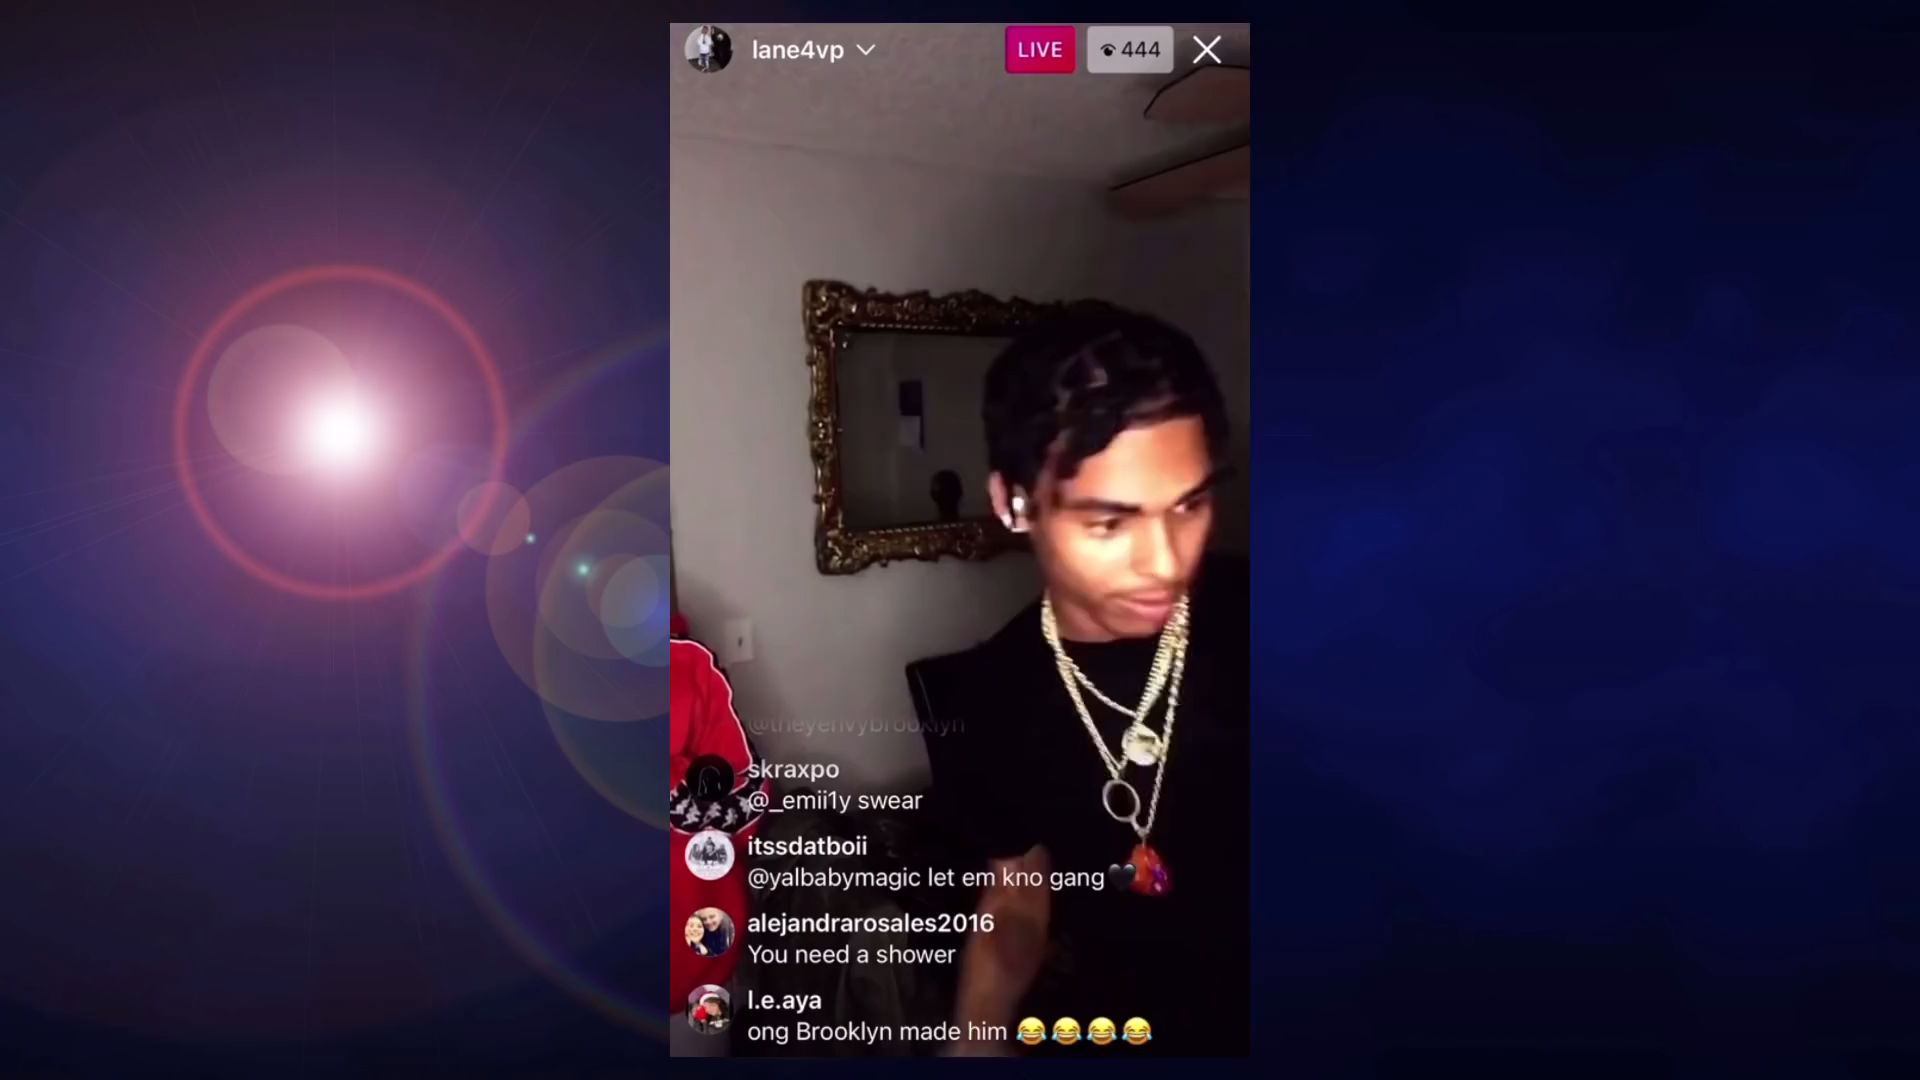 lane4vp
LIVE
444
@theyenvybrooklyn
skraxpo
@_emii1y swear
itssdatboii
@yalbabymagic let em kno gang🖤
alejandrarosales2016
You need a shower
l.e.aya
ong Brooklyn made him 😂😂😂😂